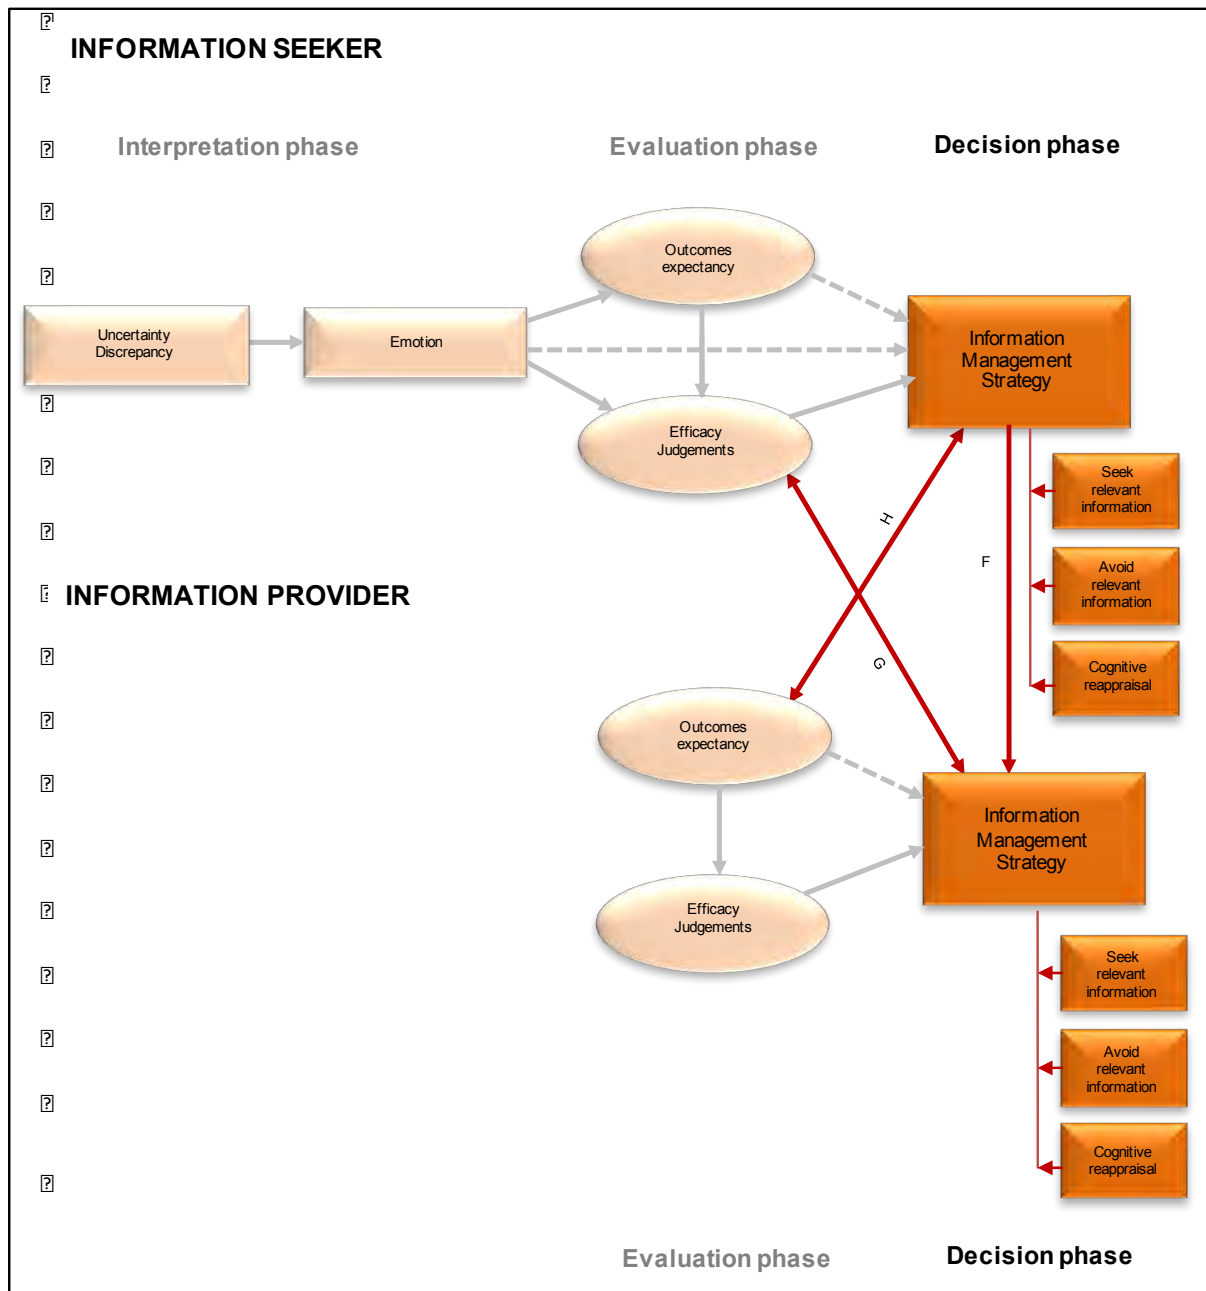 INFORMATION SEEKER
Interpretation phase
Evaluation phase
Decision phase
Outcomes
expectancy
Uncertainty
Discrepancy
Emotion
Information
Management
Strategy
Efficacy
Judgements
Seek
relevant
information
H
F
Avoid
relevant
information
INFORMATION PROVIDER
G
Cognitive
reappraisal
Outcomes
expectancy
Information
Management
Strategy
Efficacy
Judgements
Seek
relevant
information
Avoid
relevant
information
Cognitive
reappraisal
Evaluation phase
Decision phase